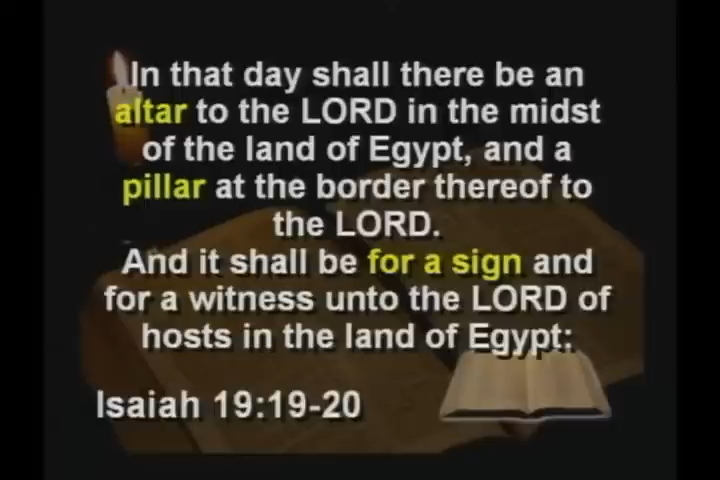 In that day shall there be an
altar to the LORD in the midst
of the land of Egypt, and a
pillar at the border thereof to
the LORD.
And it shall be for a sign and
for a witness unto the LORD of
hosts in the land of Egypt:
Isaiah 19:19-20